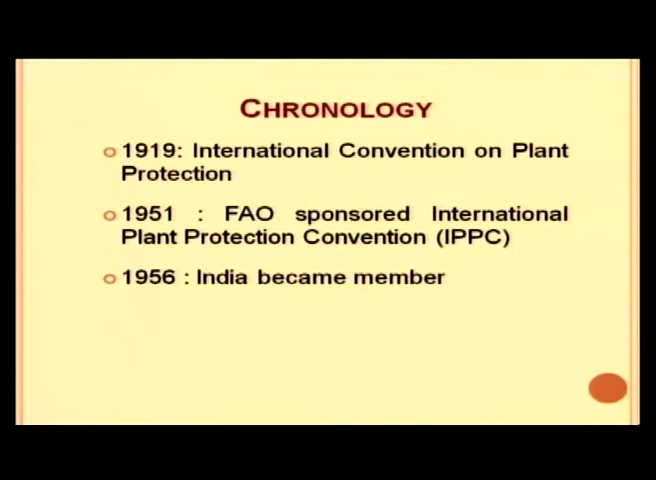 CHRONOLOGY
1919: International Convention on Plant
Protection
1951 : FAO sponsored International
Plant Protection Convention (IPPC)
1956 : India became member